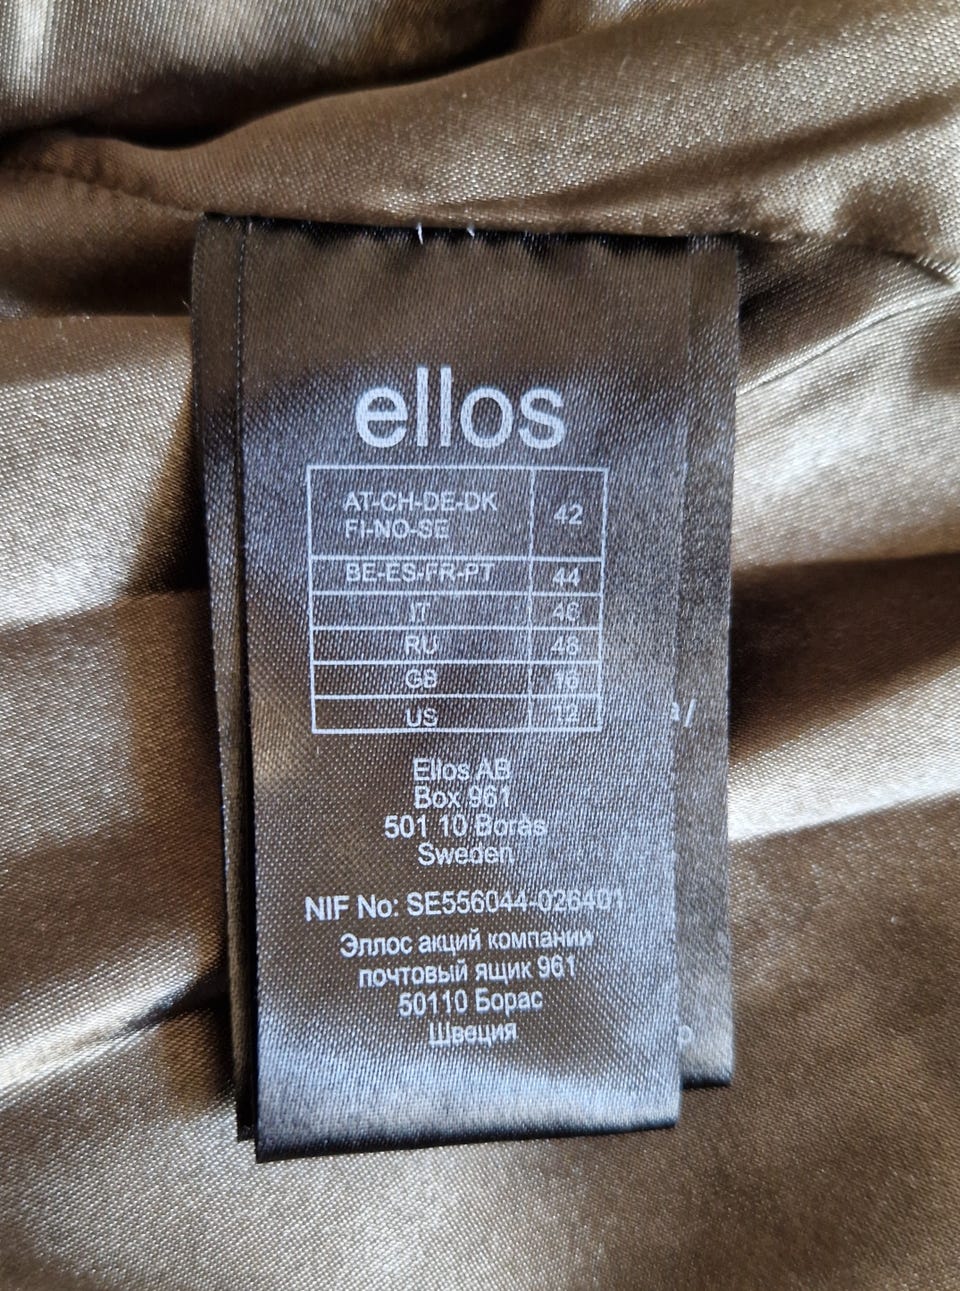 ellos
AT-CH-DE-DK
FI-NO-SE
42
BE-ES-FR-PT 44
IT 46
RU 48
GB 16
US 12
Ellos AB
Box 961
501 10 Borås
Sweden
NIF No: SE556044-026401
Эллос акций компании
почтовый ящик 961
50110 Борас
Швеция